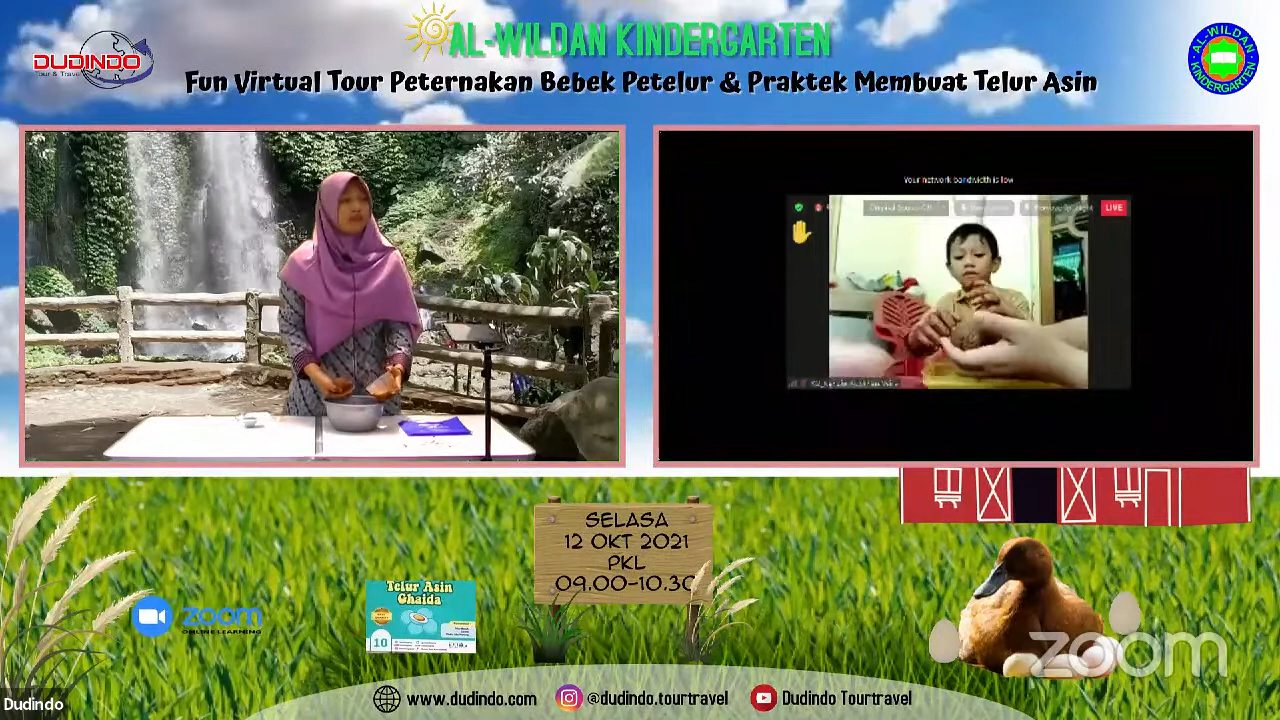 AL-WILDAN KINDERGARTEN
DUDINDO
Tour & Travel
Fun Virtual Tour Peternakan Bebek Petelur & Praktek Membuat Telur Asin
AL-WILDAN
KINDERGARTEN
Your network bandwidth is low
LIVE
SELASA
12 OKT 2021
PKL
09.00-10.30
Telur Asin
Ghaida
10
zoom
ONLINE LEARNING
zoom
Dudindo
www.dudindo.com
@dudindo.tourtravel
Dudindo Tourtravel